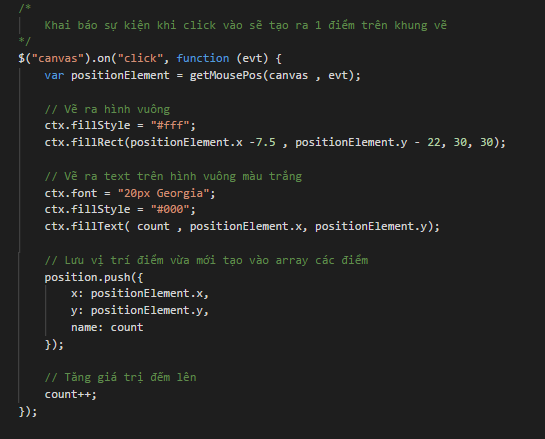 /*
    Khai báo sự kiện khi click vào sẽ tạo ra 1 điểm trên khung vẽ
*/
$("canvas").on("click", function (evt) {
    var positionElement = getMousePos(canvas , evt);

    // Vẽ ra hình vuông
    ctx.fillStyle = "#fff";
    ctx.fillRect(positionElement.x -7.5 , positionElement.y - 22, 30, 30);

    // Vẽ ra text trên hình vuông màu trắng
    ctx.font = "20px Georgia";
    ctx.fillStyle = "#000";
    ctx.fillText( count , positionElement.x, positionElement.y);

    // Lưu vị trí điểm vừa mới tạo vào array các điểm
    position.push({
        x: positionElement.x,
        y: positionElement.y,
        name: count
    });

    // Tăng giá trị đếm lên
    count++;
});